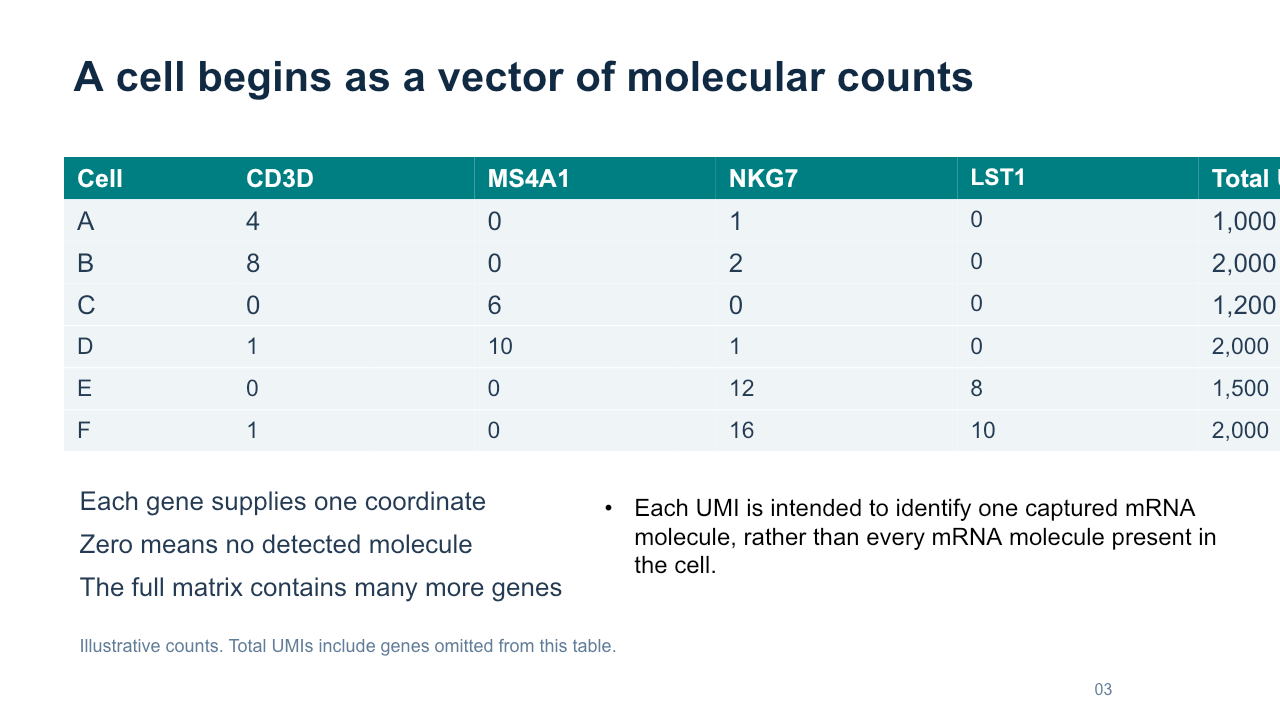 A cell begins as a vector of molecular counts
Cell CD3D MS4A1 NKG7 LST1 Total
A 4 0 1 0 1,000
B 8 0 2 0 2,000
C 0 6 0 0 1,200
D 1 10 1 0 2,000
E 0 0 12 8 1,500
F 1 0 16 10 2,000
Each gene supplies one coordinate
Zero means no detected molecule
The full matrix contains many more genes
• Each UMI is intended to identify one captured mRNA
molecule, rather than every mRNA molecule present in
the cell.
Illustrative counts. Total UMIs include genes omitted from this table.
03